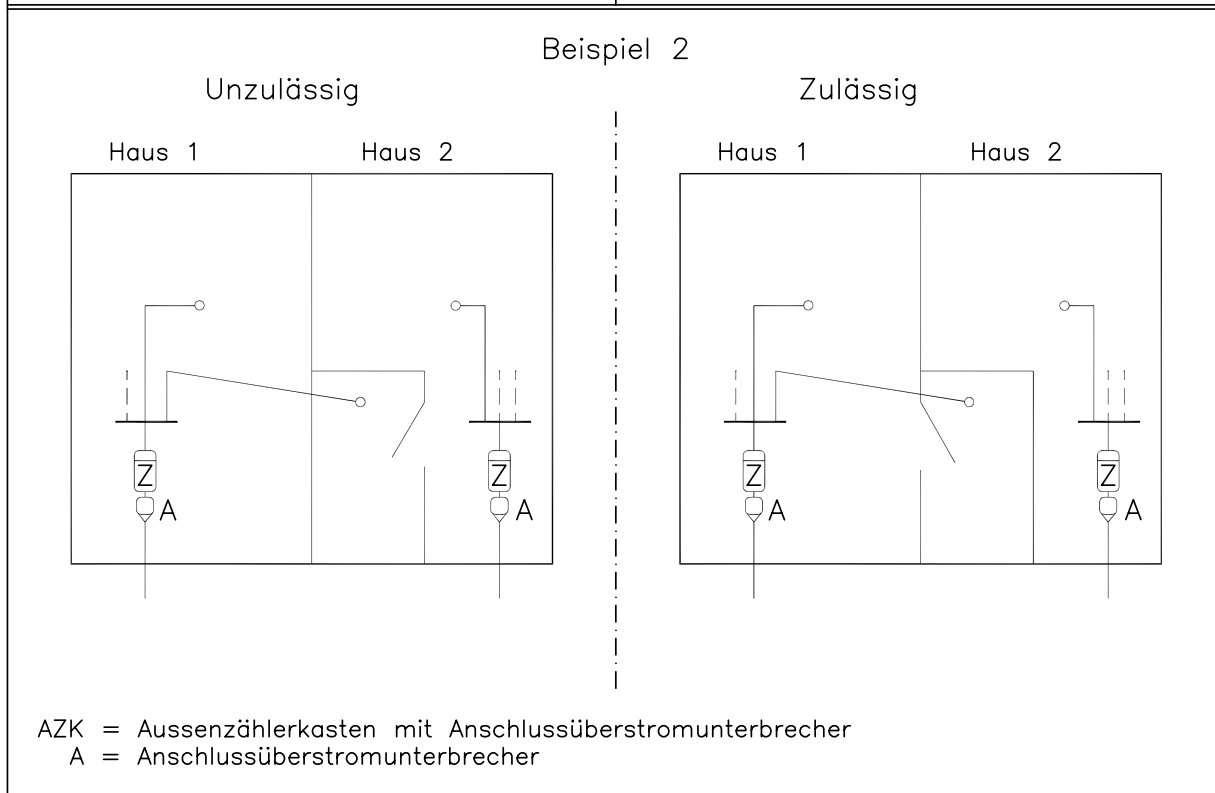 Beispiel 2
Unzulässig
Zulässig
Haus 1
Haus 2
Haus 1
Haus 2
Z
A
Z
A
Z
A
Z
A
AZK = Aussenzählerkasten mit Anschlussüberstromunterbrecher
A = Anschlussüberstromunterbrecher